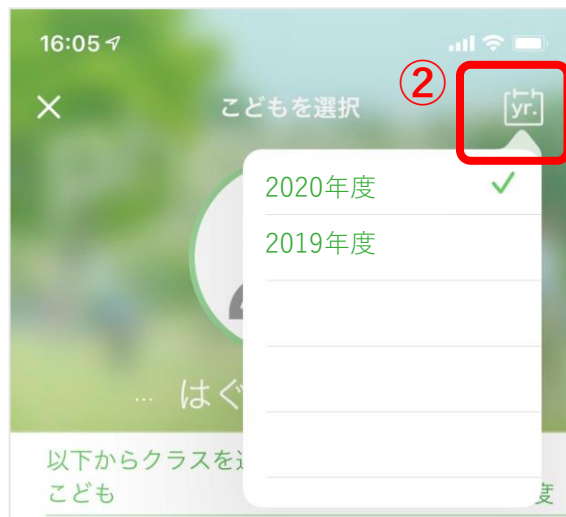 16:05
こどもを選択
②
yr.
2020年度
2019年度
… はぐ
以下からクラスを
こども
度